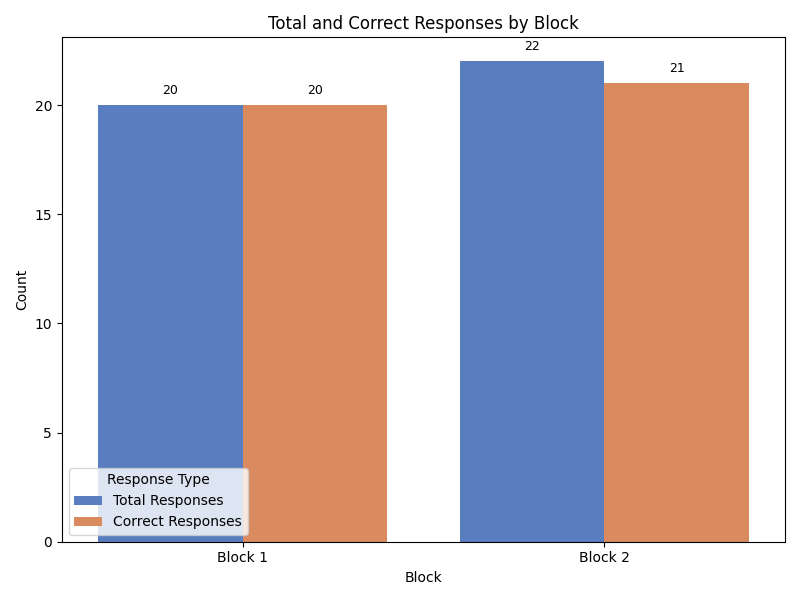 Total and Correct Responses by Block
22
21
20
20
20
15
10
5
0
Count
Response Type
Total Responses
Correct Responses
Block 1
Block 2
Block